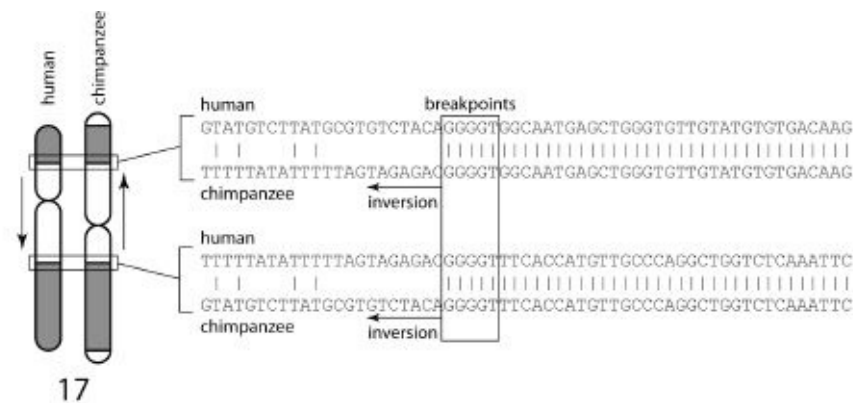 human
chimpanzee
human
breakpoints
GTATGTCTTATGCGTGTCTACAGGGGTGGCAATGAGCTGGGTGTTGTATGTGTGACAAG
TTTTTATATTTTTAGTAGAGACGGGGTGGCAATGAGCTGGGTGTTGTATGTGTGACAAG
chimpanzee
inversion
human
TTTTTATATTTTTAGTAGAGACGGGGTTTCACCATGTTGCCCAGGCTGGTCTCAAATTC
GTATGTCTTATGCGTGTCTACAGGGGTTTCACCATGTTGCCCAGGCTGGTCTCAAATTC
chimpanzee
inversion
17